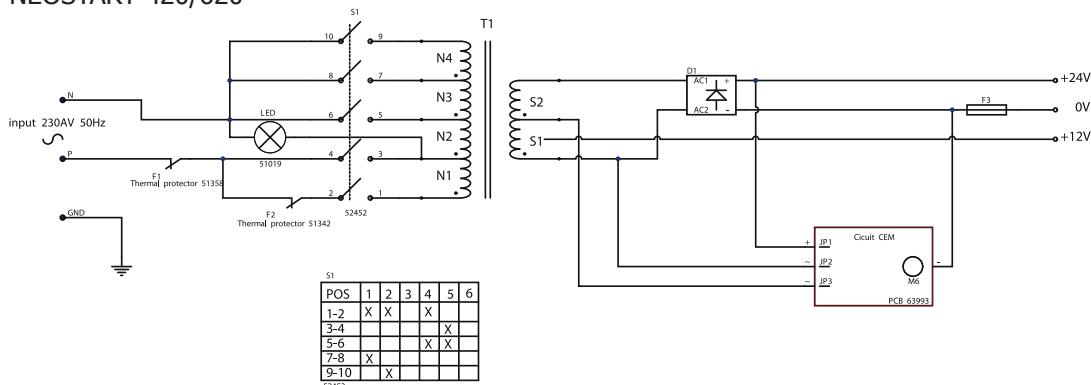 NEOSTART 420/620
S1
T1
10
9
8
7
6
5
4
3
2
1
N4
N3
N2
N1
N
input 230AV 50Hz
LED
51019
P
F1
Thermal protector 51358
F2
Thermal protector 51342
52452
GND
S2
S1
D1
AC1 +
AC2 -
+24V
F3
0V
+12V
Cicuit CEM
+ JP1
~ JP2
~ JP3
-
M6
PCB 63993
S1
POS 1 2 3 4 5 6
1-2 X X X
3-4 X
5-6 X X
7-8 X
9-10 X
52452